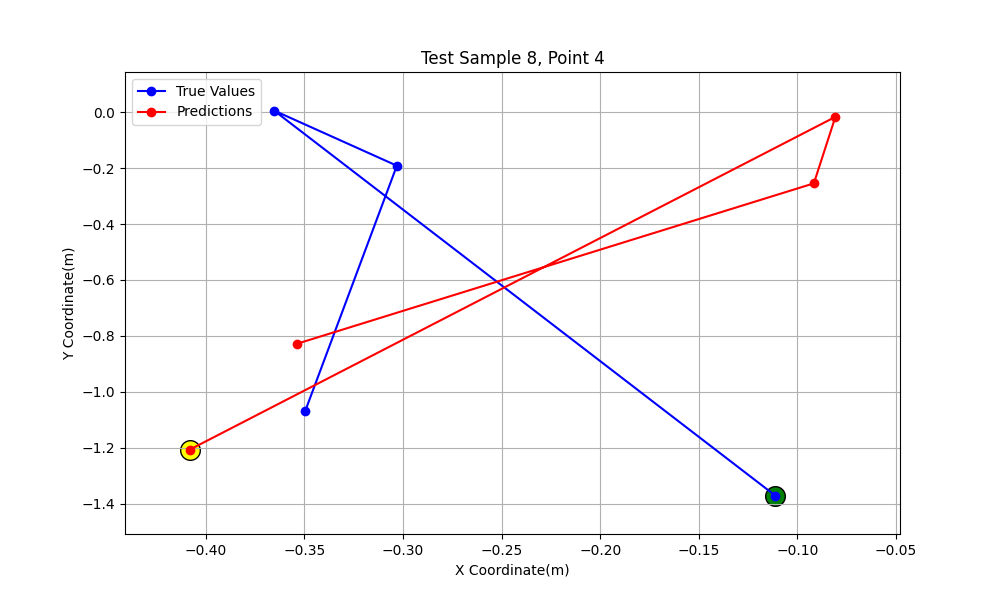 Test Sample 8, Point 4
True Values
Predictions
0.0
−0.2
−0.4
−0.6
−0.8
−1.0
−1.2
−1.4
Y Coordinate(m)
−0.40 −0.35 −0.30 −0.25 −0.20 −0.15 −0.10 −0.05
X Coordinate(m)